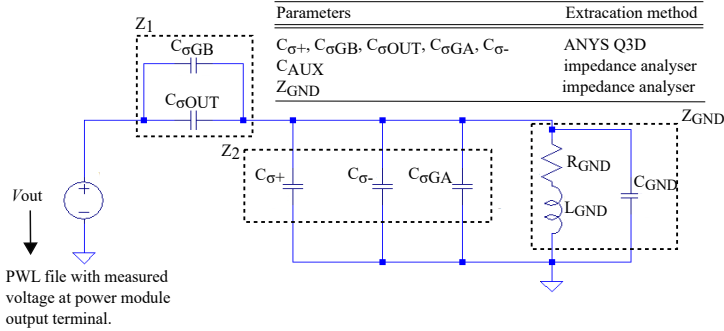 Parameters Extracation method
Z1
CσGB
Cσ+, CσGB, CσOUT, CσGA, Cσ- ANYS Q3D
CAUX impedance analyser
ZGND impedance analyser
CσOUT
ZGND
Z2
Cσ+ Cσ- CσGA
RGND
CGND
LGND
Vout
PWL file with measured
voltage at power module
output terminal.